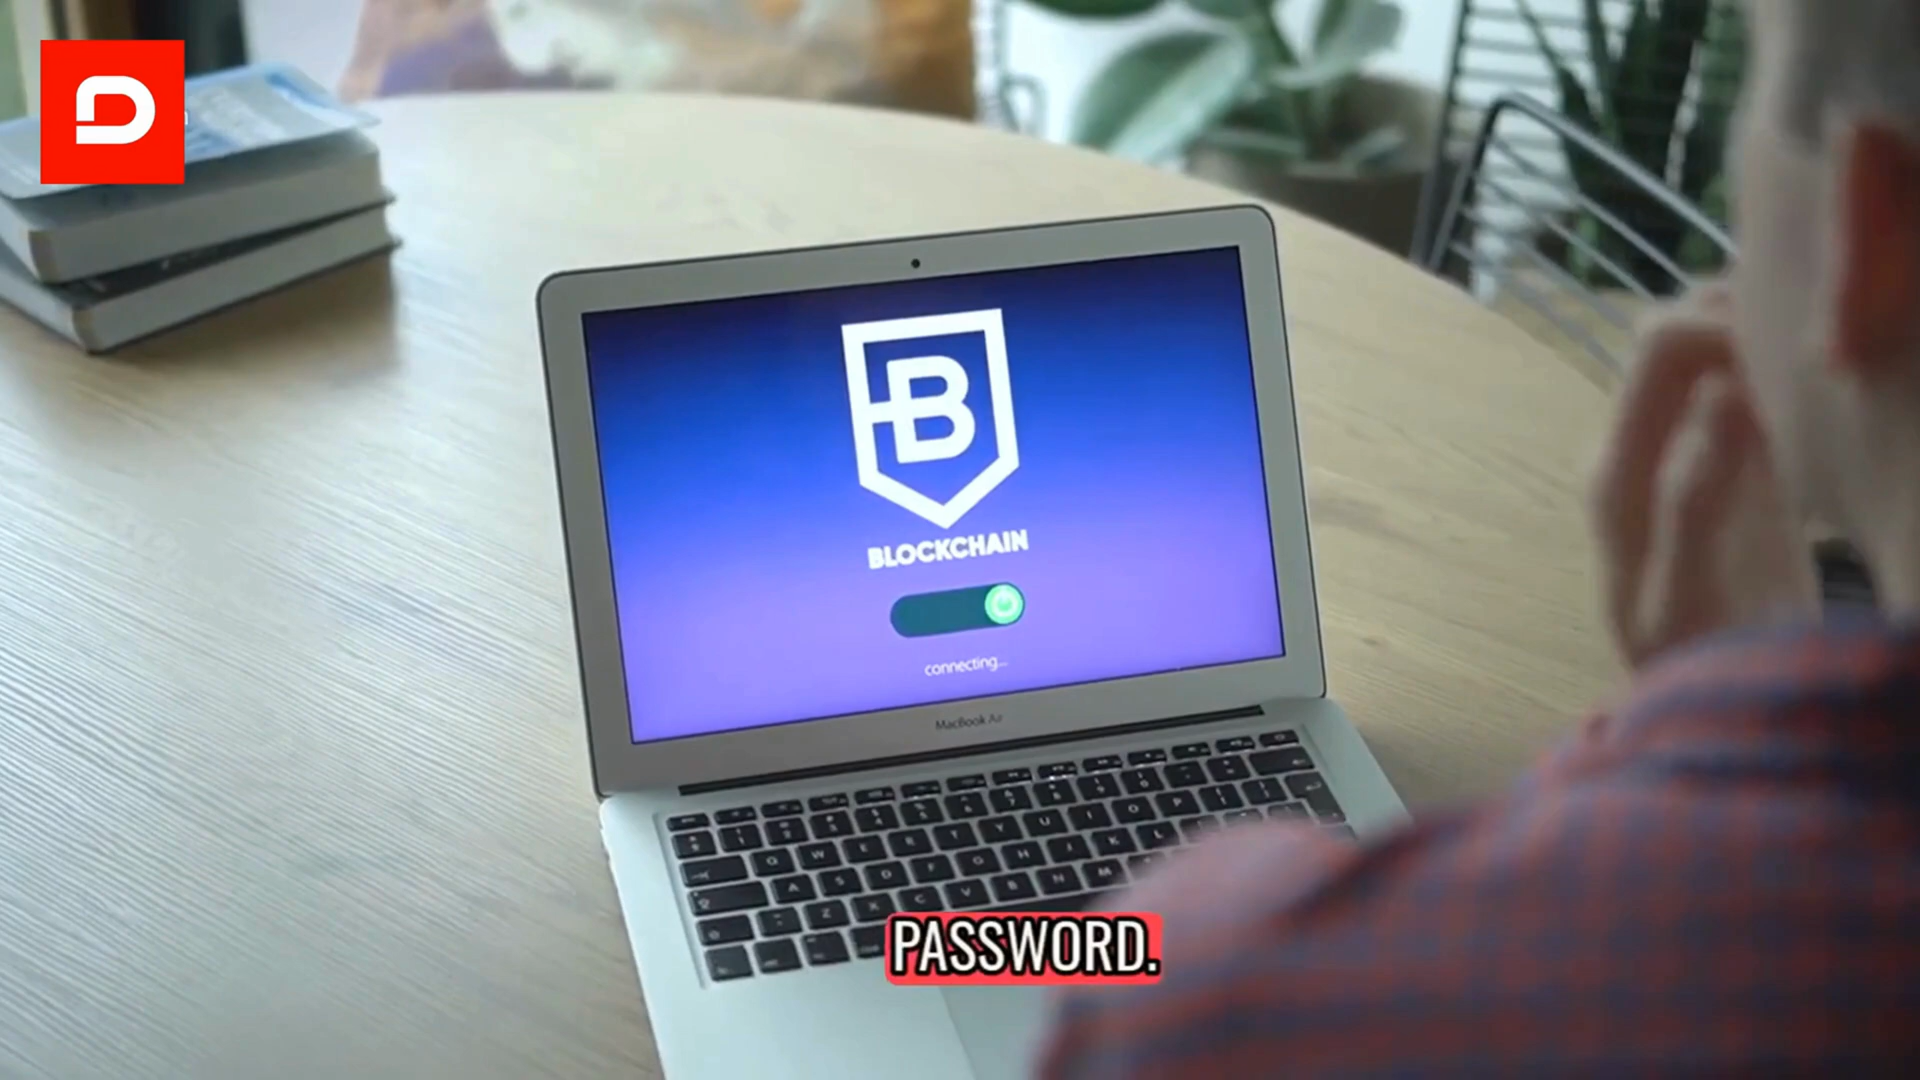 D
B
BLOCKCHAIN
connecting...
MacBook Air
Q W E R T Y U I O P
A S D F G H J K L
Z X C V B N M
PASSWORD.